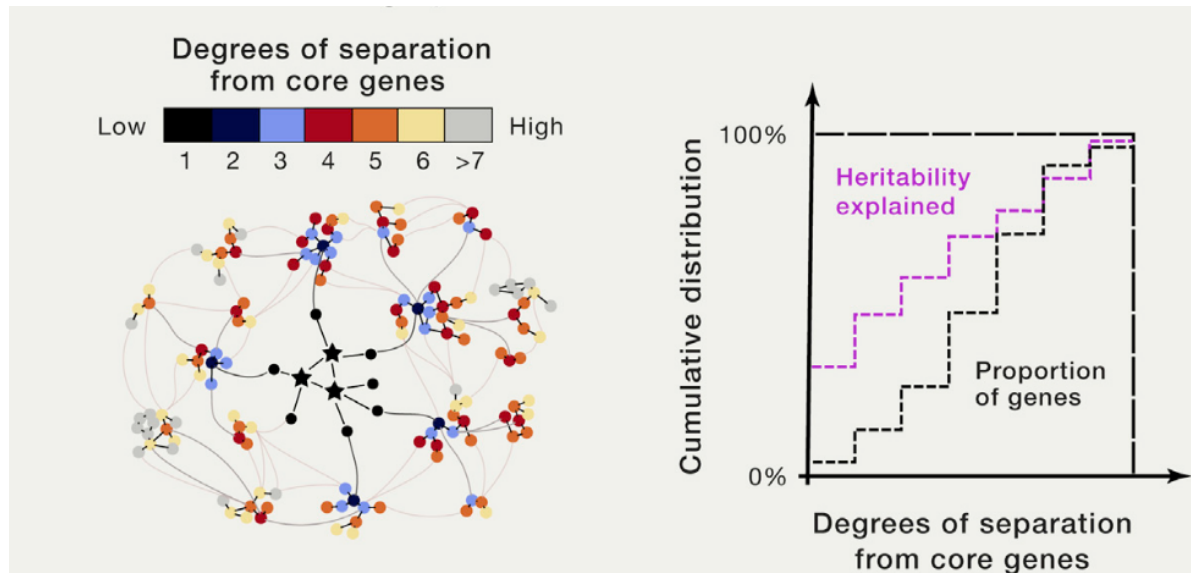 Degrees of separation
from core genes
Low
High
1 2 3 4 5 6 >7
Cumulative distribution
100%
0%
Heritability
explained
Proportion
of genes
Degrees of separation
from core genes